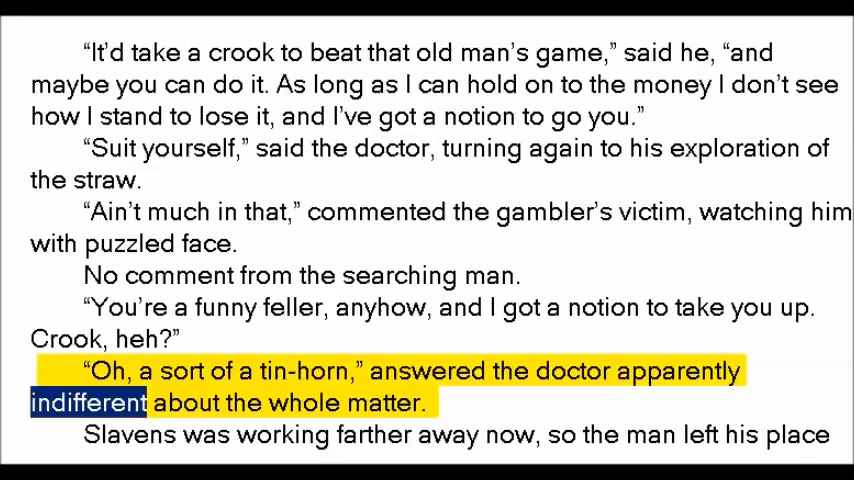 “It’d take a crook to beat that old man’s game,” said he, “and
maybe you can do it. As long as I can hold on to the money I don’t see
how I stand to lose it, and I’ve got a notion to go you.”
“Suit yourself,” said the doctor, turning again to his exploration of
the straw.
“Ain’t much in that,” commented the gambler’s victim, watching him
with puzzled face.
No comment from the searching man.
“You’re a funny feller, anyhow, and I got a notion to take you up.
Crook, heh?”
“Oh, a sort of a tin-horn,” answered the doctor apparently
indifferent about the whole matter.
Slavens was working farther away now, so the man left his place